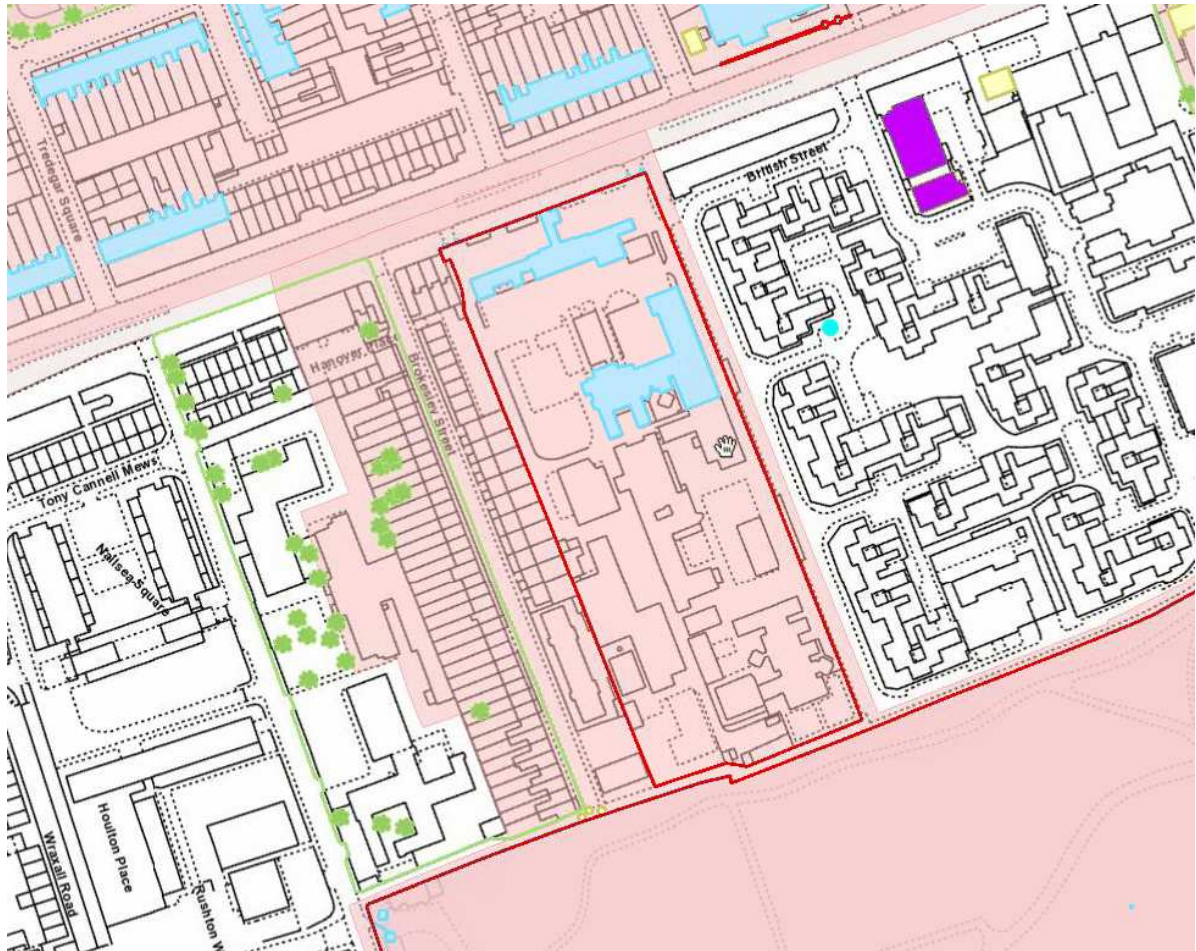 Tredegar Square
British Street
Hanover Place
Brokesley Street
Tony Cannell Mews
Nailsea Square
Houlton Place
Wraxall Road
Rushton W